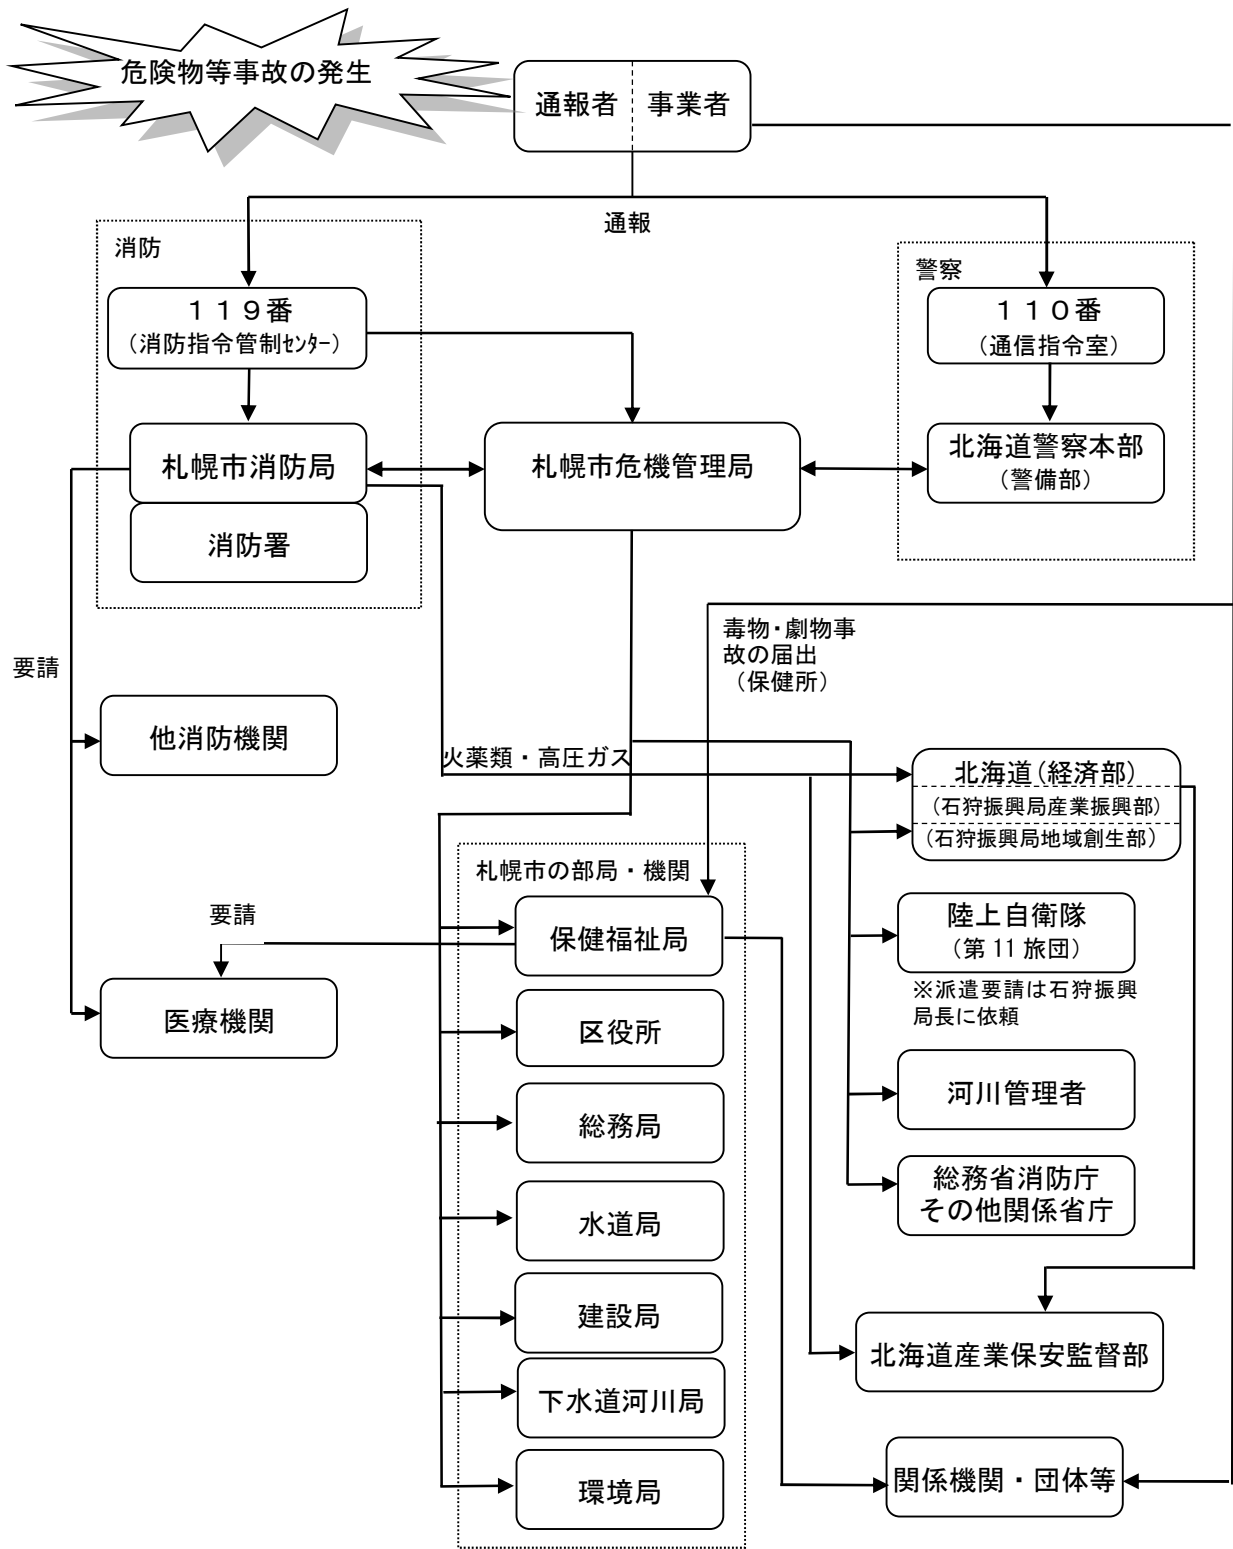 危険物等事故の発生
通報者
事業者
通報
消防
警察
１１９番
（消防指令管制ｾﾝﾀｰ）
１１０番
（通信指令室）
札幌市消防局
消防署
札幌市危機管理局
北海道警察本部
（警備部）
毒物・劇物事
故の届出
（保健所）
要請
他消防機関
火薬類・高圧ガス
北海道（経済部）
（石狩振興局産業振興部）
（石狩振興局地域創生部）
札幌市の部局・機関
要請
保健福祉局
陸上自衛隊
（第 11 旅団）
※派遣要請は石狩振興
局長に依頼
医療機関
区役所
河川管理者
総務局
総務省消防庁
その他関係省庁
水道局
建設局
北海道産業保安監督部
下水道河川局
環境局
関係機関・団体等